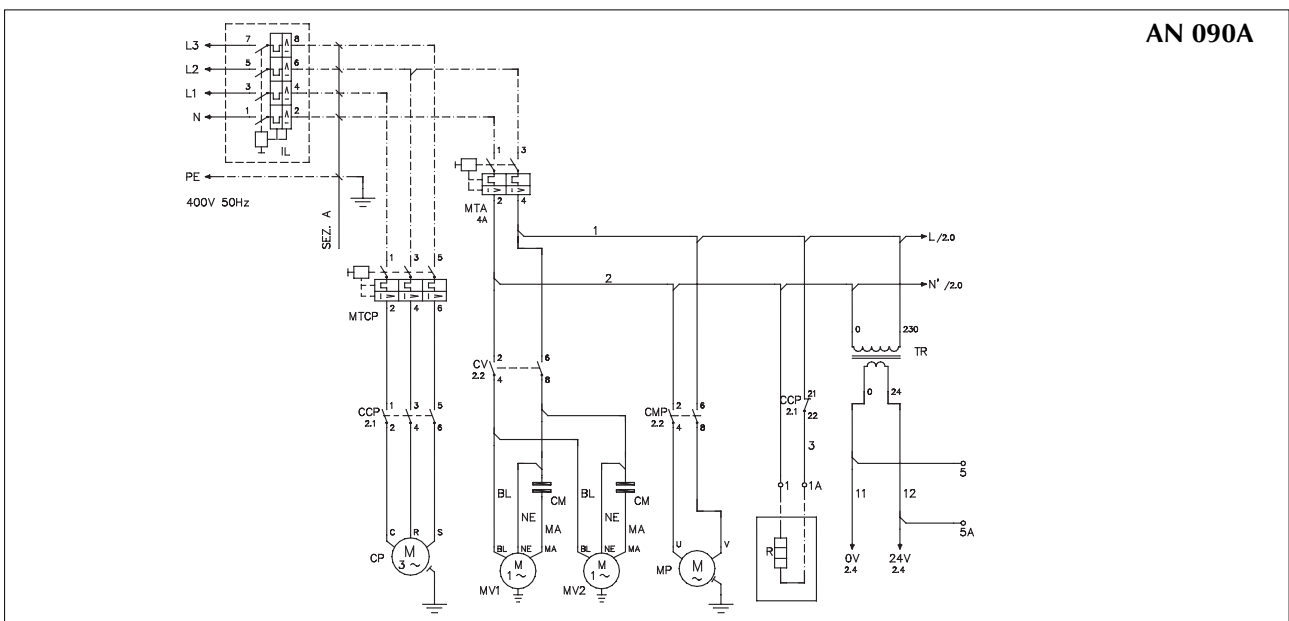 AN 090A
L3 7 8
L2 5 6
L1 3 4
N 1 2
IL
PE
400V 50Hz
SEZ. A
1 3
MTA
4A
2 4
1
L/2.0
2
N' /2.0
1 3 5
MTCP
2 4 6
0 230
TR
0 24
CV
2.2
2 6
4 8
CCP
2.1
1 3 5
2 4 6
CMP
2.2
2 6
4 8
CCP
2.1
21
22
3
1 1A
5
11 12
5A
BL NE CM MA
BL NE CM MA
C R S
CP
M
3 ~
BL NE MA
M
1 ~
MV1
BL NE MA
M
1 ~
MV2
U V
MP
M
~
R
0V
2.4
24V
2.4